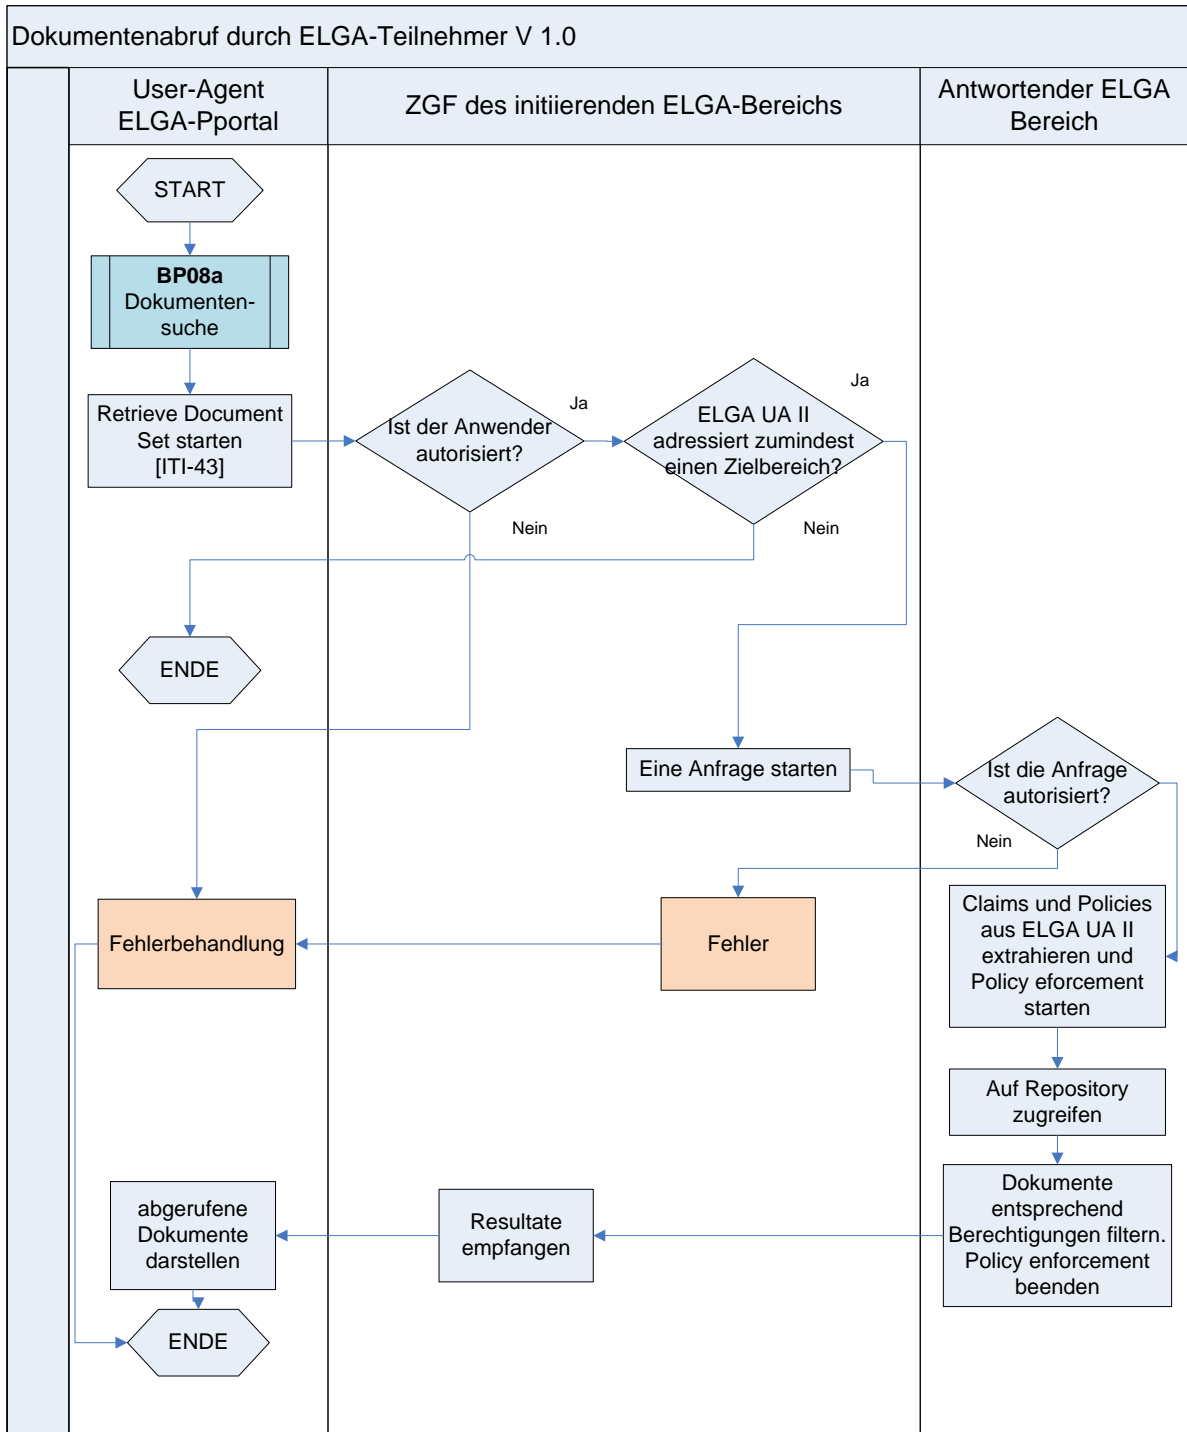 Dokumentenabruf durch ELGA-Teilnehmer V 1.0
User-Agent
ELGA-Pportal
ZGF des initiierenden ELGA-Bereichs
Antwortender ELGA
Bereich
START
BP08a
Dokumenten-
suche
Retrieve Document
Set starten
[ITI-43]
Ist der Anwender
autorisiert?
Ja
ELGA UA II
adressiert zumindest
einen Zielbereich?
Ja
Nein
Nein
ENDE
Eine Anfrage starten
Ist die Anfrage
autorisiert?
Nein
Fehlerbehandlung
Fehler
Claims und Policies
aus ELGA UA II
extrahieren und
Policy eforcement
starten
Auf Repository
zugreifen
abgerufene
Dokumente
darstellen
Resultate
empfangen
Dokumente
entsprechend
Berechtigungen filtern.
Policy enforcement
beenden
ENDE